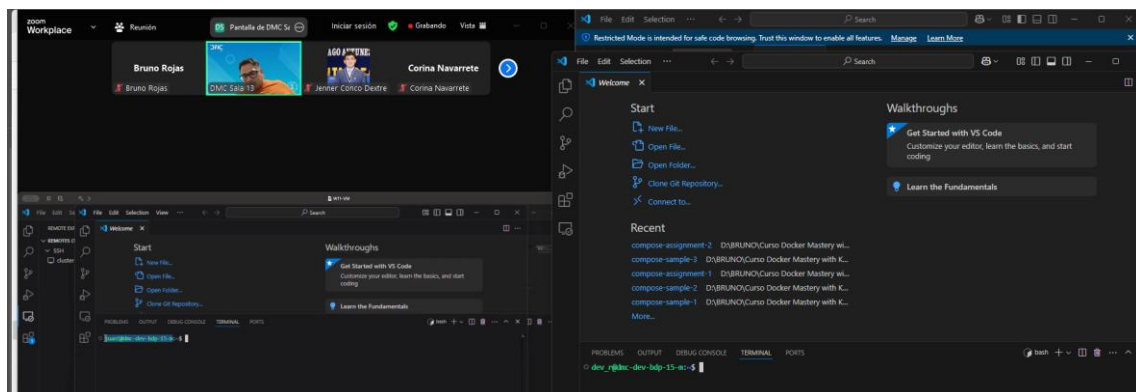 zoom
Workplace
Reunión
DS Pantalla de DMC Sa
Iniciar sesión
Grabando
Vista
Bruno Rojas
Bruno Rojas
DMC
DMC Sala 13
Jenner Conco Dextre
Corina Navarrete
Corina Navarrete
File Edit Selection View ··· Search
REMOTES
SSH
Welcome
Start
New File...
Open File...
Open Folder...
Clone Git Repository...
Walkthroughs
Get Started with VS Code
Customize your editor, learn the basics, and start
coding
Learn the Fundamentals
PROBLEMS OUTPUT DEBUG CONSOLE TERMINAL PORTS
bash
File Edit Selection ··· Search
Restricted Mode is intended for safe code browsing. Trust this window to enable all features. Manage Learn More
File Edit Selection ··· Search
Welcome
Start
New File...
Open File...
Open Folder...
Clone Git Repository...
Connect to...
Recent
compose-assignment-2 D:\BRUNO\Curso Docker Mastery wi...
compose-sample-3 D:\BRUNO\Curso Docker Mastery with K...
compose-assignment-1 D:\BRUNO\Curso Docker Mastery wi...
compose-sample-2 D:\BRUNO\Curso Docker Mastery with K...
compose-sample-1 D:\BRUNO\Curso Docker Mastery with K...
More...
Walkthroughs
Get Started with VS Code
Customize your editor, learn the basics, and start
coding
Learn the Fundamentals
PROBLEMS OUTPUT DEBUG CONSOLE TERMINAL PORTS
bash
dev_r@dmc-dev-bdp-15-m:~$